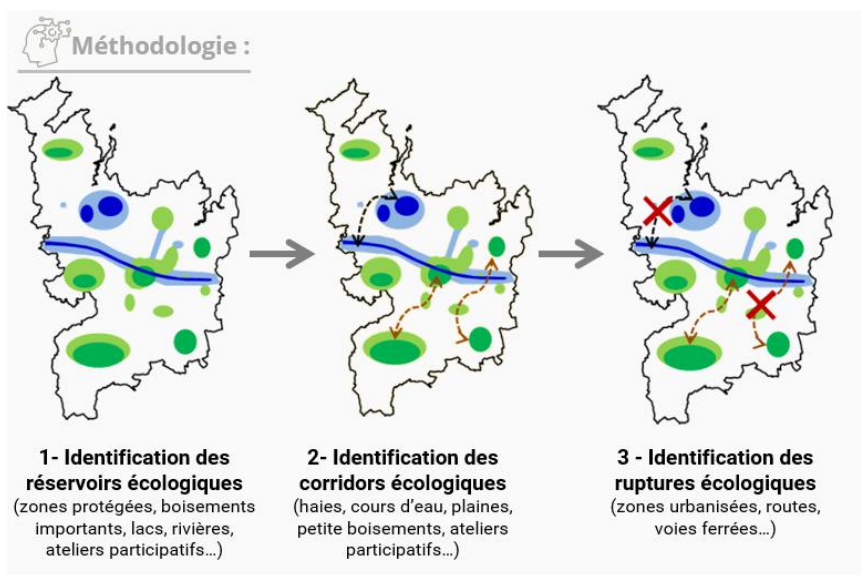 Méthodologie :
1- Identification des
réservoirs écologiques
(zones protégées, boisements
importants, lacs, rivières,
ateliers participatifs...)
2- Identification des
corridors écologiques
(haies, cours d'eau, plaines,
petite boisements, ateliers
participatifs...)
3 - Identification des
ruptures écologiques
(zones urbanisées, routes,
voies ferrées...)